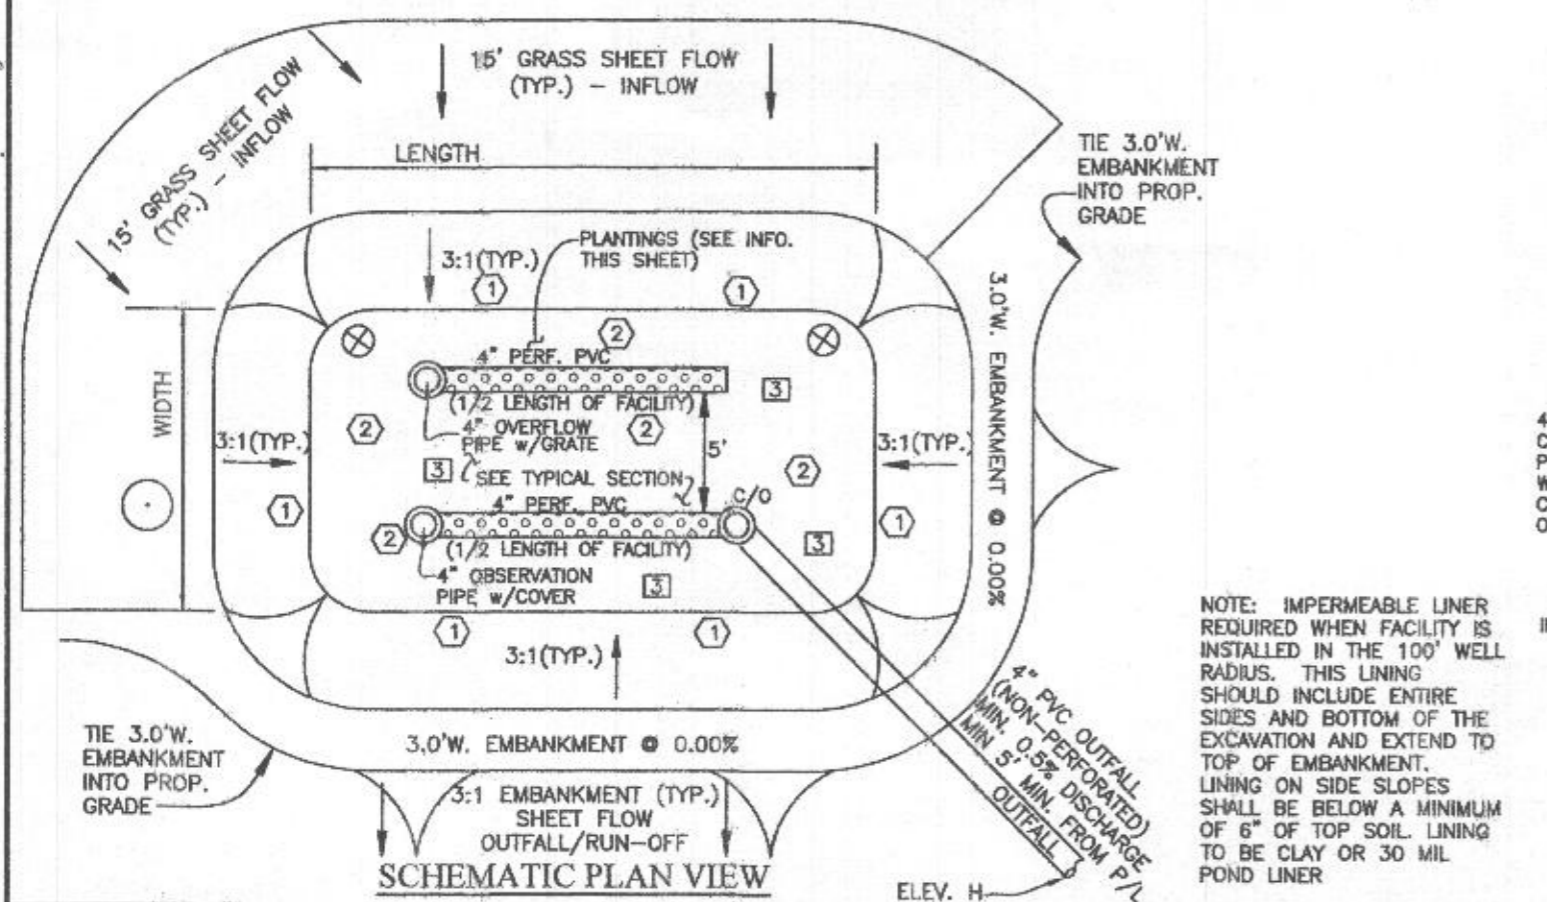 15' GRASS SHEET FLOW
(TYP.) - INFLOW
15' GRASS SHEET FLOW
(TYP.) - INFLOW
LENGTH
TIE 3.0'W.
EMBANKMENT
INTO PROP.
GRADE
PLANTINGS (SEE INFO.
THIS SHEET)
3:1(TYP.)
1
1
2
4" PERF. PVC
3
(1/2 LENGTH OF FACILITY)
WIDTH
2
4" OVERFLOW
PIPE w/GRATE
2
5'
3:1(TYP.)
3:1(TYP.)
3
SEE TYPICAL SECTION
2
4" PERF. PVC
C/O
1
1
2
3
(1/2 LENGTH OF FACILITY)
4" OBSERVATION
PIPE w/COVER
3
1
1
3:1(TYP.)
3.0'W. EMBANKMENT @ 0.00%
3.0'W. EMBANKMENT @ 0.00%
TIE 3.0'W.
EMBANKMENT
INTO PROP.
GRADE
3:1 EMBANKMENT (TYP.)
SHEET FLOW
OUTFALL/RUN-OFF
SCHEMATIC PLAN VIEW
4" PVC OUTFALL
(NON-PERFORATED)
MIN. 0.5% DISCHARGE
MIN 5' MIN. FROM P/L
OUTFALL
ELEV. H
NOTE: IMPERMEABLE LINER
REQUIRED WHEN FACILITY IS
INSTALLED IN THE 100' WELL
RADIUS. THIS LINING
SHOULD INCLUDE ENTIRE
SIDES AND BOTTOM OF THE
EXCAVATION AND EXTEND TO
TOP OF EMBANKMENT.
LINING ON SIDE SLOPES
SHALL BE BELOW A MINIMUM
OF 6" OF TOP SOIL. LINING
TO BE CLAY OR 30 MIL
POND LINER